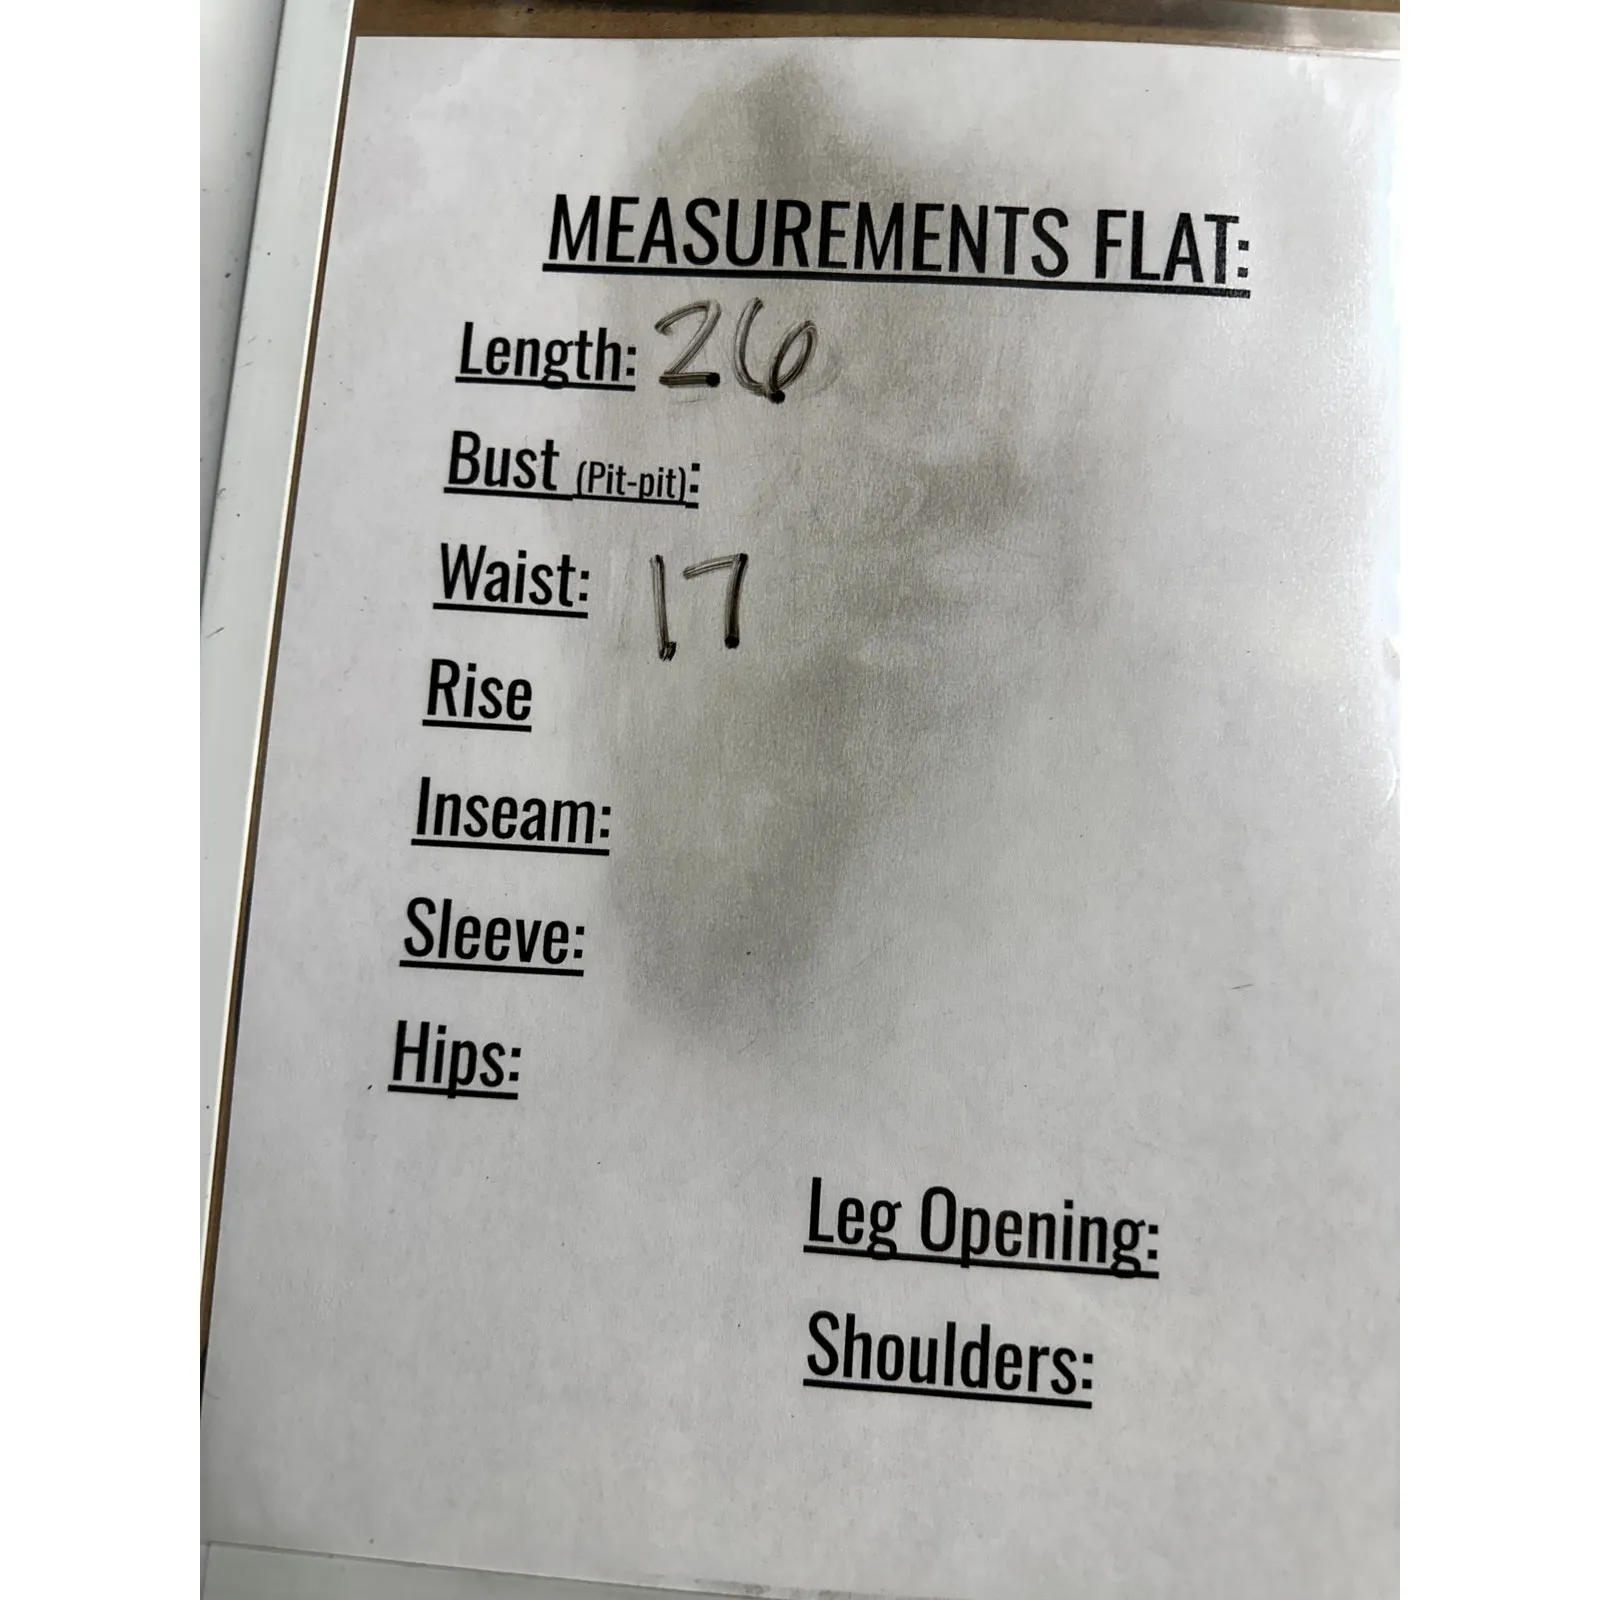 MEASUREMENTS FLAT:
Length: 26
Bust (Pit-pit):
Waist: 17
Rise
Inseam:
Sleeve:
Hips:
Leg Opening:
Shoulders: